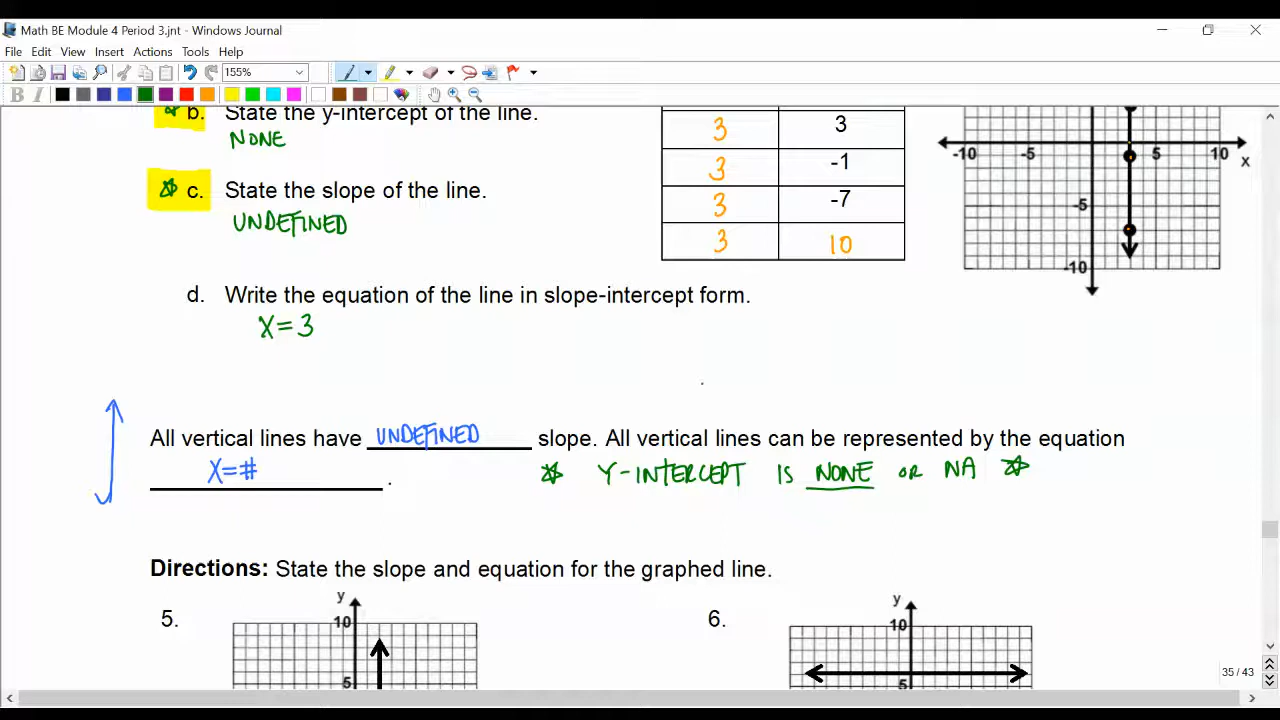 Math BE Module 4 Period 3.jnt - Windows Journal
File Edit View Insert Actions Tools Help
155%
B I
b. State the y-intercept of the line.
NONE
3 3
c. State the slope of the line.
UNDEFINED
3 -1
3 -7
3 10
-10 -5 5 10 x
-5
-10
d. Write the equation of the line in slope-intercept form.
X=3
All vertical lines have UNDEFINED slope. All vertical lines can be represented by the equation
X=# .
Y-INTERCEPT IS NONE OR NA
Directions: State the slope and equation for the graphed line.
5. y
10
5
6. y
10
5
35 / 43